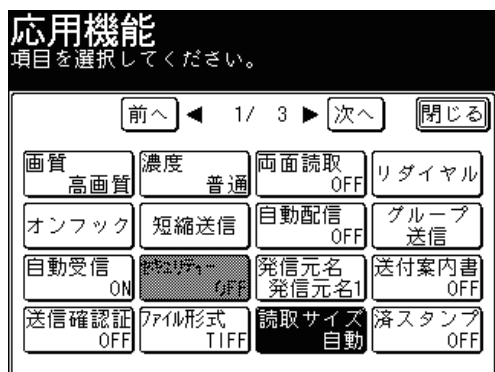 応用機能
項目を選択してください。
前へ ◀ 1/ 3 ▶ 次へ 閉じる
画質 濃度 両面読取 リダイヤル
高画質 普通 OFF
オンフック 短縮送信 自動配信 グループ
OFF 送信
自動受信 セキュリティー 発信元名 送付案内書
ON OFF 発信元名1 OFF
送信確認証 ファイル形式 読取サイズ 済スタンプ
OFF TIFF 自動 OFF